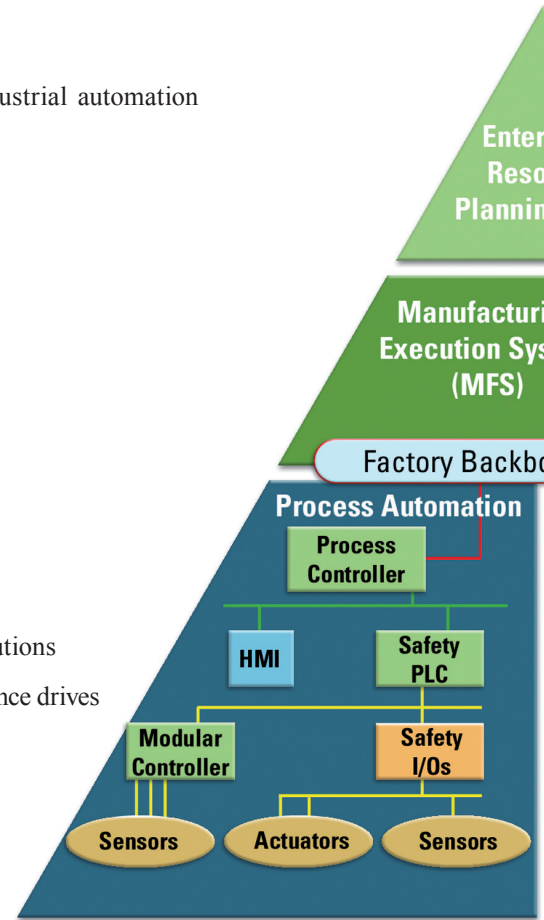 ustrial automation
Enter
Reso
Plannin
Manufacturi
Execution Sys
(MFS)
Factory Backbo
Process Automation
Process
Controller
HMI
Safety
PLC
utions
nce drives
Modular
Controller
Safety
I/Os
Sensors
Actuators
Sensors